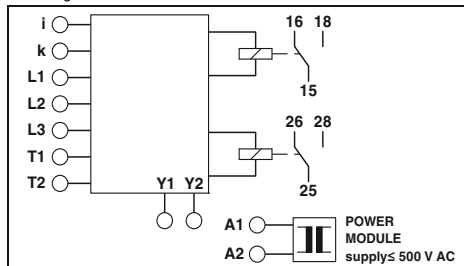 i
k
L1
L2
L3
T1
T2
Y1 Y2
16 18
15
26 28
25
A1
A2
POWER
MODULE
supply≤ 500 V AC